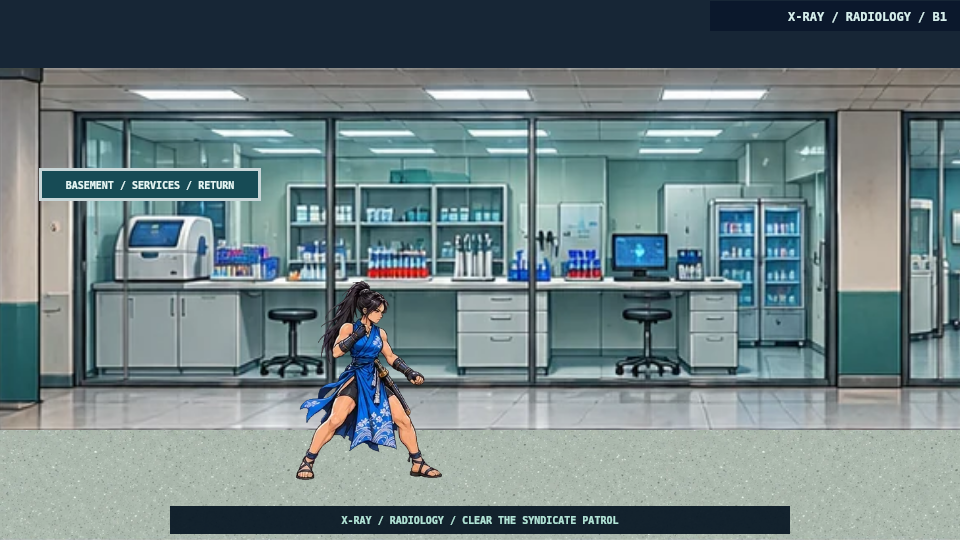 X-RAY / RADIOLOGY / B1
BASEMENT / SERVICES / RETURN
X-RAY / RADIOLOGY / CLEAR THE SYNDICATE PATROL